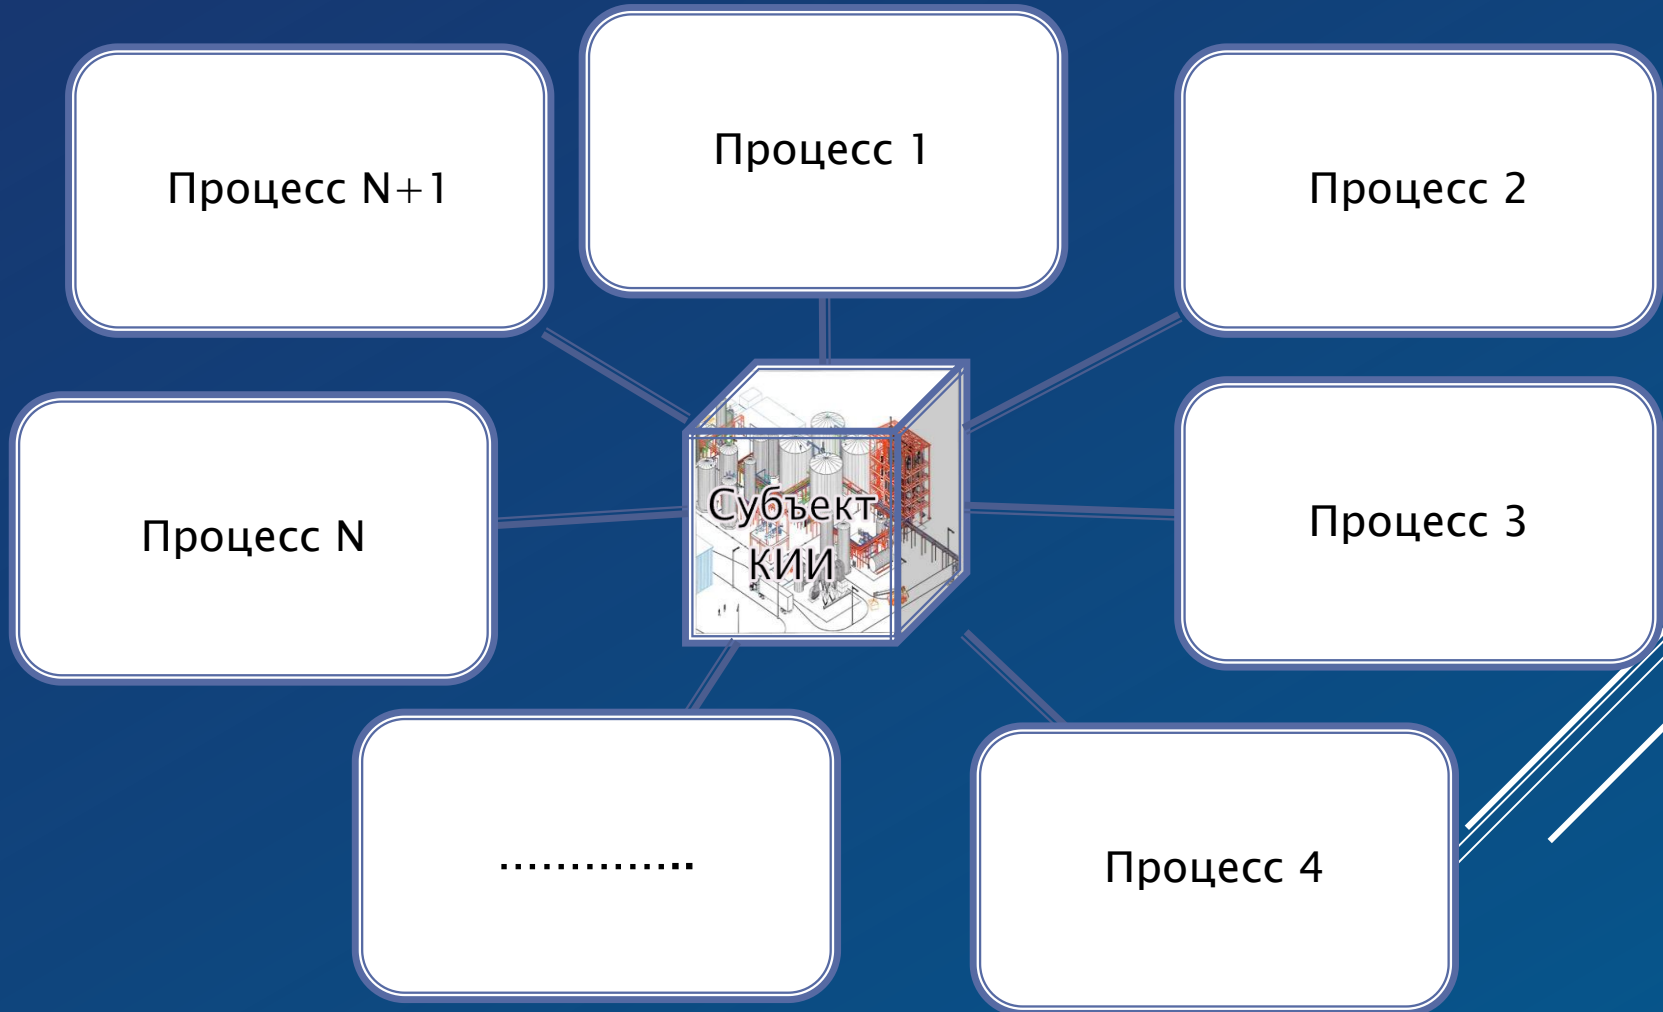 Процесс 1
Процесс N+1
Процесс 2
Субъект
КИИ
Процесс N
Процесс 3
..............
Процесс 4